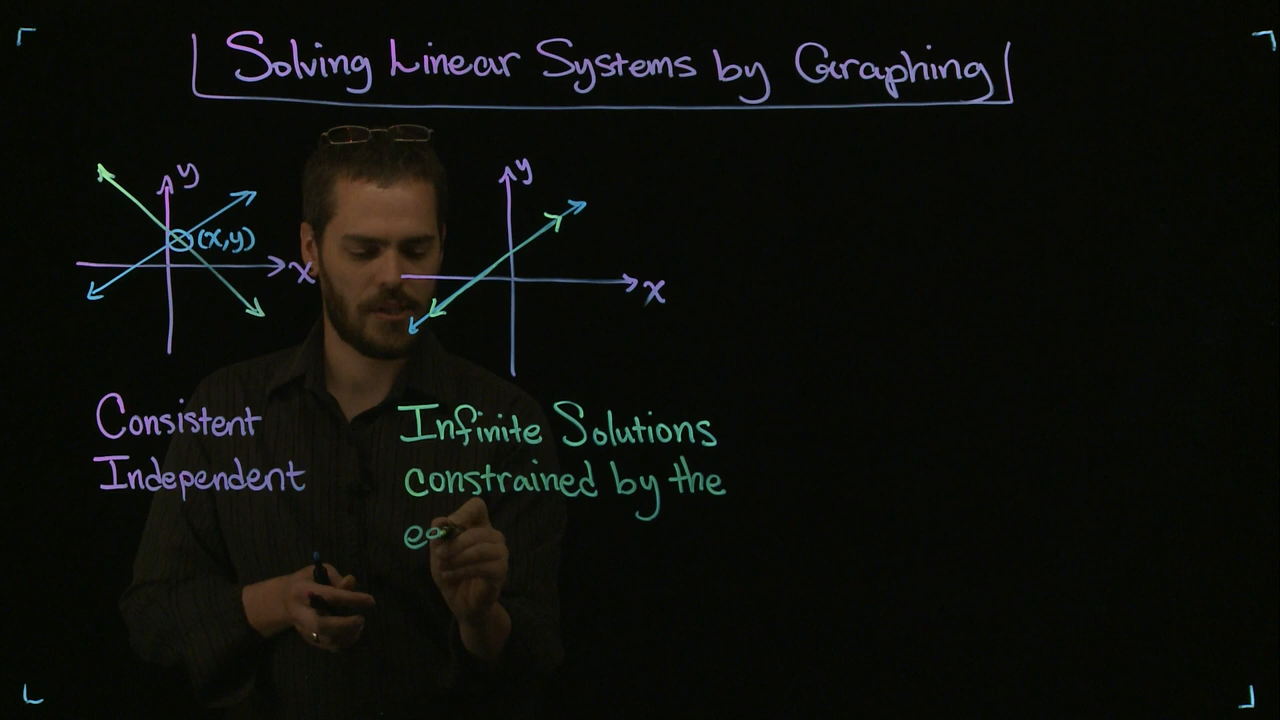 Solving Linear Systems by Graphing
y
(x,y)
x
y
x
Consistent
Independent
Infinite Solutions
constrained by the